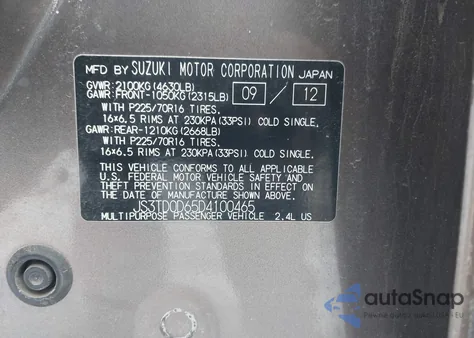 MFD BY SUZUKI MOTOR CORPORATION JAPAN
GVWR:2100KG(4630LB)
GAWR:FRONT-1050KG(2315LB) 09 / 12
WITH P225/70R16 TIRES,
16×6.5 RIMS AT 230KPA(33PSI) COLD SINGLE,
GAWR:REAR-1210KG(2668LB)
WITH P225/70R16 TIRES,
16×6.5 RIMS AT 230KPA(33PSI) COLD SINGLE,
THIS VEHICLE CONFORMS TO ALL APPLICABLE
U.S. FEDERAL MOTOR VEHICLE SAFETY AND
THEFT PREVENTION STANDARDS IN EFFECT
ON THE DATE OF MANUFACTURE SHOWN ABOVE.
JS3TD0D65D4100465
MULTIPURPOSE PASSENGER VEHICLE 2.4L US
autaSnap